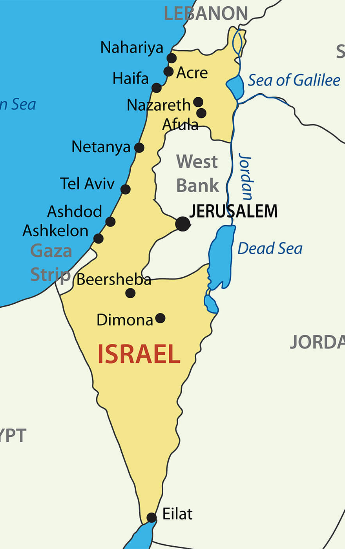 LEBANON
Nahariya
Acre
Haifa
Sea of Galilee
S
n Sea
Nazareth
Afula
Netanya
West
Bank
Jordan
Tel Aviv
JERUSALEM
Ashdod
Ashkelon
Dead Sea
Gaza
Strip
Beersheba
Dimona
ISRAEL
JORDA
YPT
Eilat